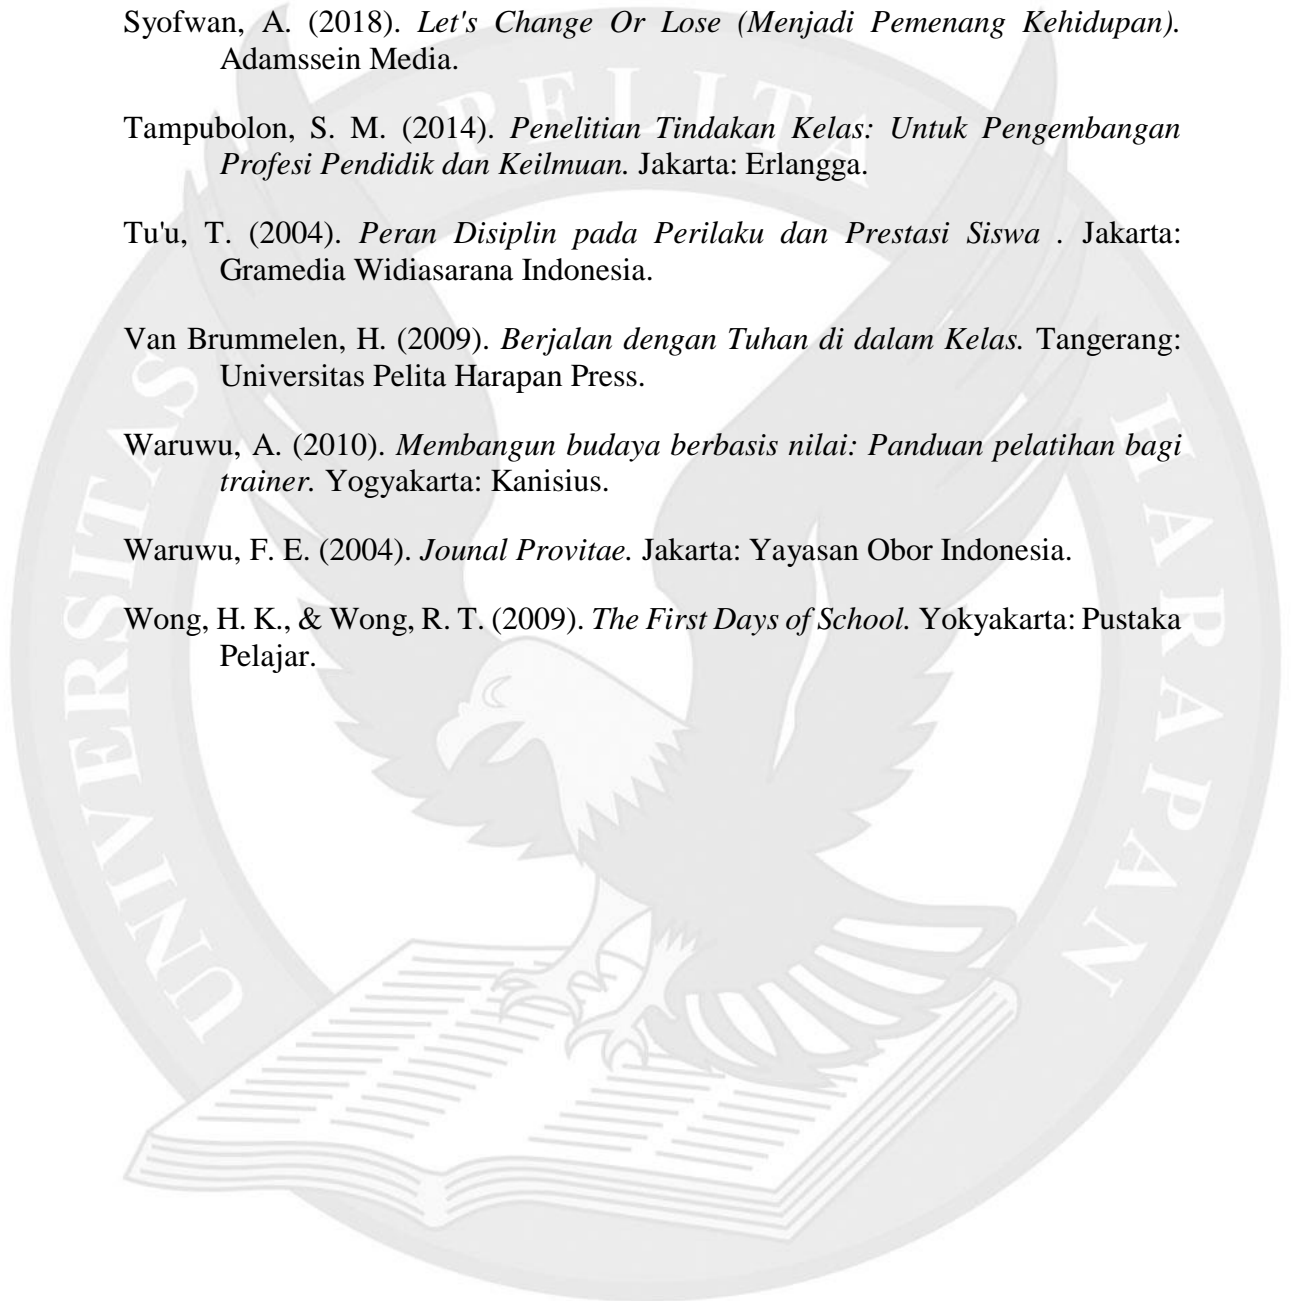 Syofwan, A. (2018). Let's Change Or Lose (Menjadi Pemenang Kehidupan).
Adamssein Media.
Tampubolon, S. M. (2014). Penelitian Tindakan Kelas: Untuk Pengembangan
Profesi Pendidik dan Keilmuan. Jakarta: Erlangga.
Tu'u, T. (2004). Peran Disiplin pada Perilaku dan Prestasi Siswa . Jakarta:
Gramedia Widiasarana Indonesia.
Van Brummelen, H. (2009). Berjalan dengan Tuhan di dalam Kelas. Tangerang:
Universitas Pelita Harapan Press.
Waruwu, A. (2010). Membangun budaya berbasis nilai: Panduan pelatihan bagi
trainer. Yogyakarta: Kanisius.
Waruwu, F. E. (2004). Jounal Provitae. Jakarta: Yayasan Obor Indonesia.
Wong, H. K., & Wong, R. T. (2009). The First Days of School. Yokyakarta: Pustaka
Pelajar.
UNIVERSITAS PELITA HARAPAN